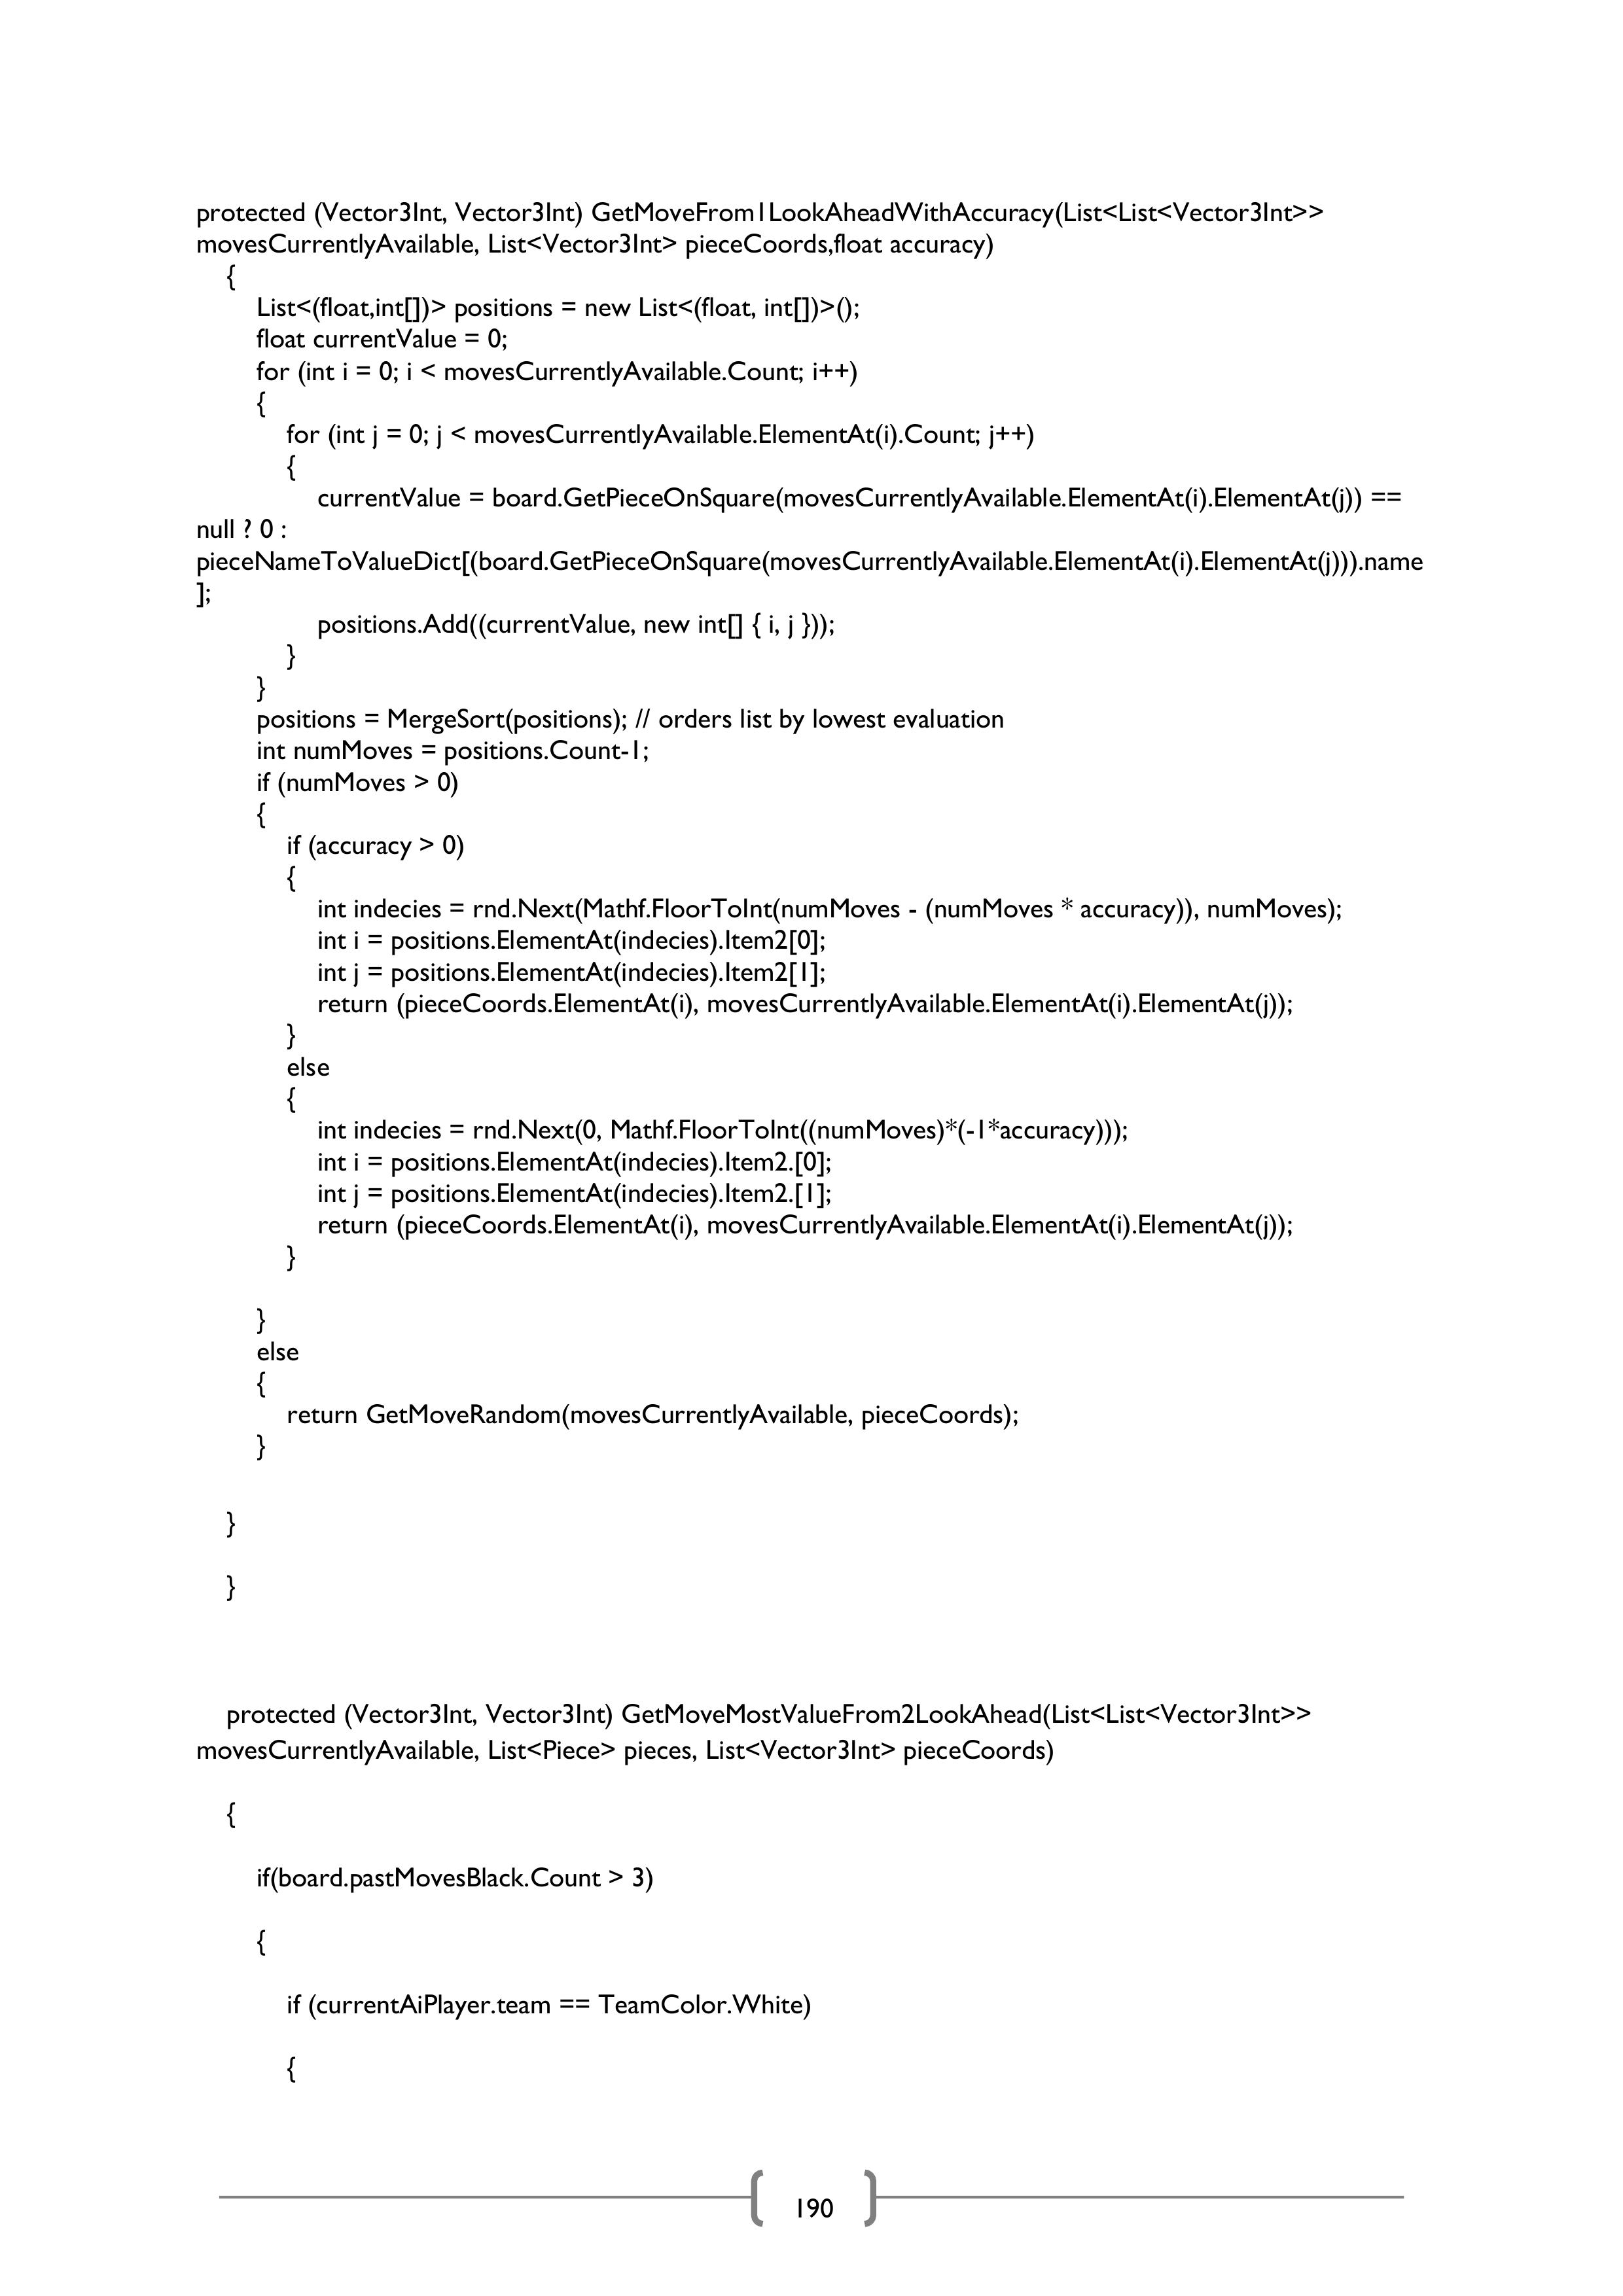 protected (Vector3Int, Vector3Int) GetMoveFrom1LookAheadWithAccuracy(List<List<Vector3Int>>
movesCurrentlyAvailable, List<Vector3Int> pieceCoords,float accuracy)
{
List<(float,int[])> positions = new List<(float, int[])>();
float currentValue = 0;
for (int i = 0; i < movesCurrentlyAvailable.Count; i++)
{
for (int j = 0; j < movesCurrentlyAvailable.ElementAt(i).Count; j++)
{
currentValue = board.GetPieceOnSquare(movesCurrentlyAvailable.ElementAt(i).ElementAt(j)) ==
null ? 0 :
pieceNameToValueDict[(board.GetPieceOnSquare(movesCurrentlyAvailable.ElementAt(i).ElementAt(j))).name
];
positions.Add((currentValue, new int[] { i, j }));
}
}
positions = MergeSort(positions); // orders list by lowest evaluation
int numMoves = positions.Count-1;
if (numMoves > 0)
{
if (accuracy > 0)
{
int indecies = rnd.Next(Mathf.FloorToInt(numMoves - (numMoves * accuracy)), numMoves);
int i = positions.ElementAt(indecies).Item2[0];
int j = positions.ElementAt(indecies).Item2[1];
return (pieceCoords.ElementAt(i), movesCurrentlyAvailable.ElementAt(i).ElementAt(j));
}
else
{
int indecies = rnd.Next(0, Mathf.FloorToInt((numMoves)*(-1*accuracy)));
int i = positions.ElementAt(indecies).Item2.[0];
int j = positions.ElementAt(indecies).Item2.[1];
return (pieceCoords.ElementAt(i), movesCurrentlyAvailable.ElementAt(i).ElementAt(j));
}
}
else
{
return GetMoveRandom(movesCurrentlyAvailable, pieceCoords);
}
}
}
protected (Vector3Int, Vector3Int) GetMoveMostValueFrom2LookAhead(List<List<Vector3Int>>
movesCurrentlyAvailable, List<Piece> pieces, List<Vector3Int> pieceCoords)
{
if(board.pastMovesBlack.Count > 3)
{
if (currentAiPlayer.team == TeamColor.White)
{
190